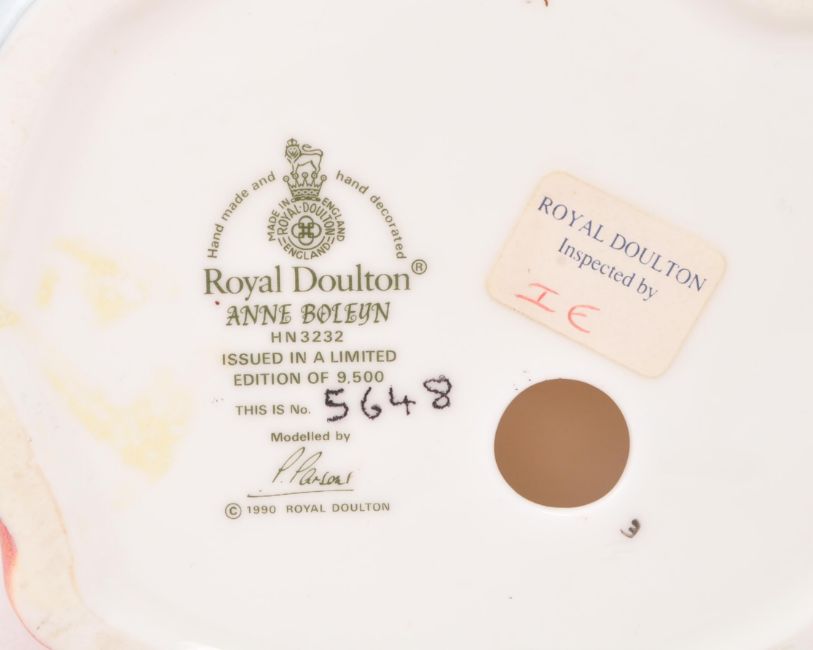 Hand made and hand decorated
MADE IN ENGLAND
ROYAL·DOULTON
ENGLAND
Royal Doulton®
ANNE BOLEYN
HN3232
ISSUED IN A LIMITED
EDITION OF 9,500
THIS IS No. 5648
Modelled by
P. Parsons
© 1990 ROYAL DOULTON
ROYAL DOULTON
Inspected by
I E
3